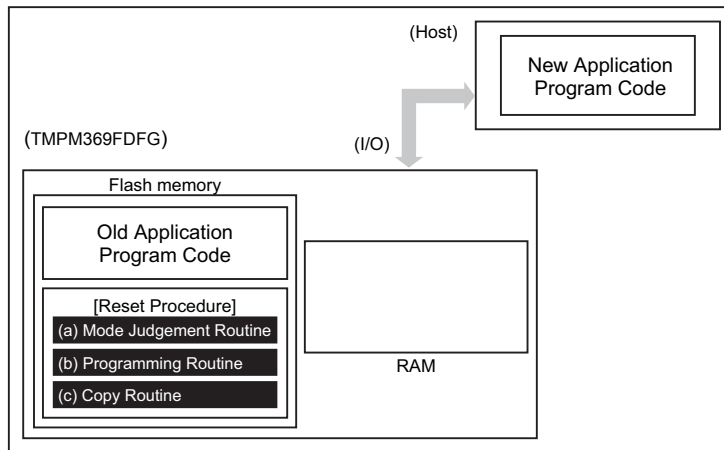 (Host)
New Application
Program Code
(I/O)
(TMPM369FDFG)
Flash memory
Old Application
Program Code
[Reset Procedure]
(a) Mode Judgement Routine
(b) Programming Routine
(c) Copy Routine
RAM